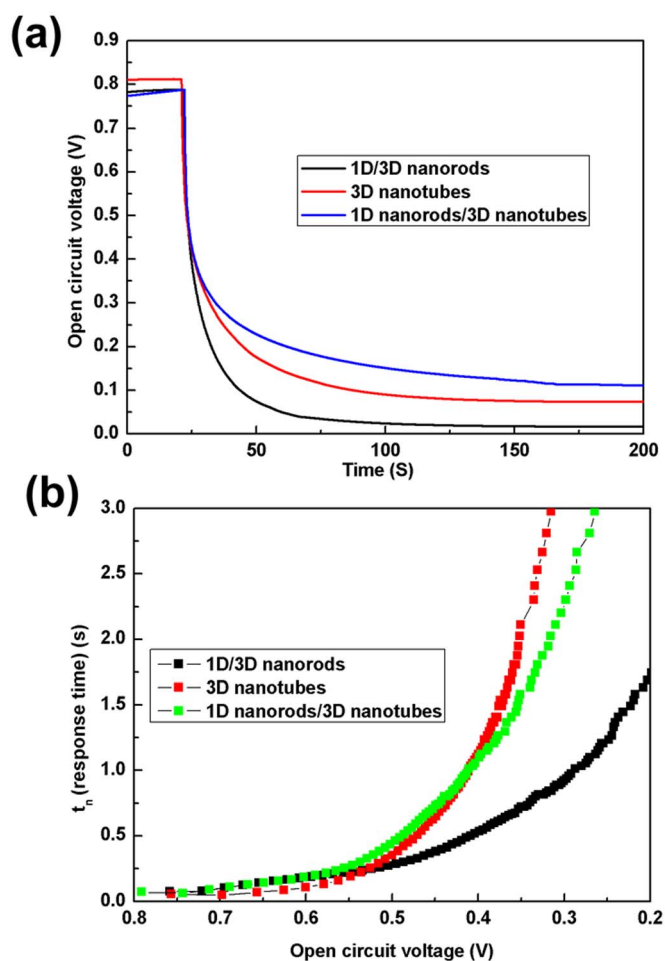 (a)
0.9
0.8
0.7
0.6
0.5
0.4
0.3
0.2
0.1
0.0
Open circuit voltage (V)
1D/3D nanorods
3D nanotubes
1D nanorods/3D nanotubes
0
50
100
150
200
Time (S)
(b)
3.0
2.5
2.0
1.5
1.0
0.5
0.0
tn (response time) (s)
1D/3D nanorods
3D nanotubes
1D nanorods/3D nanotubes
0.8
0.7
0.6
0.5
0.4
0.3
0.2
Open circuit voltage (V)